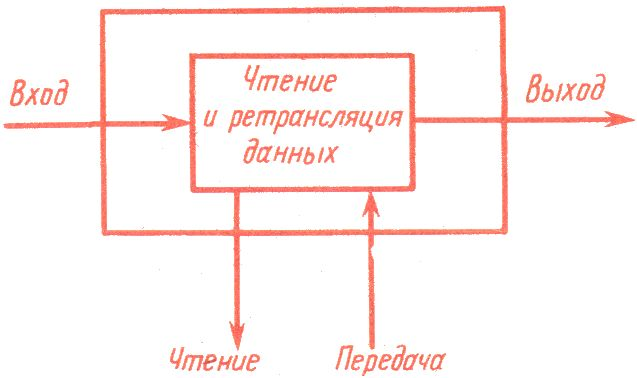 Вход
Чтение
и ретрансляция
данных
Выход
Чтение
Передача